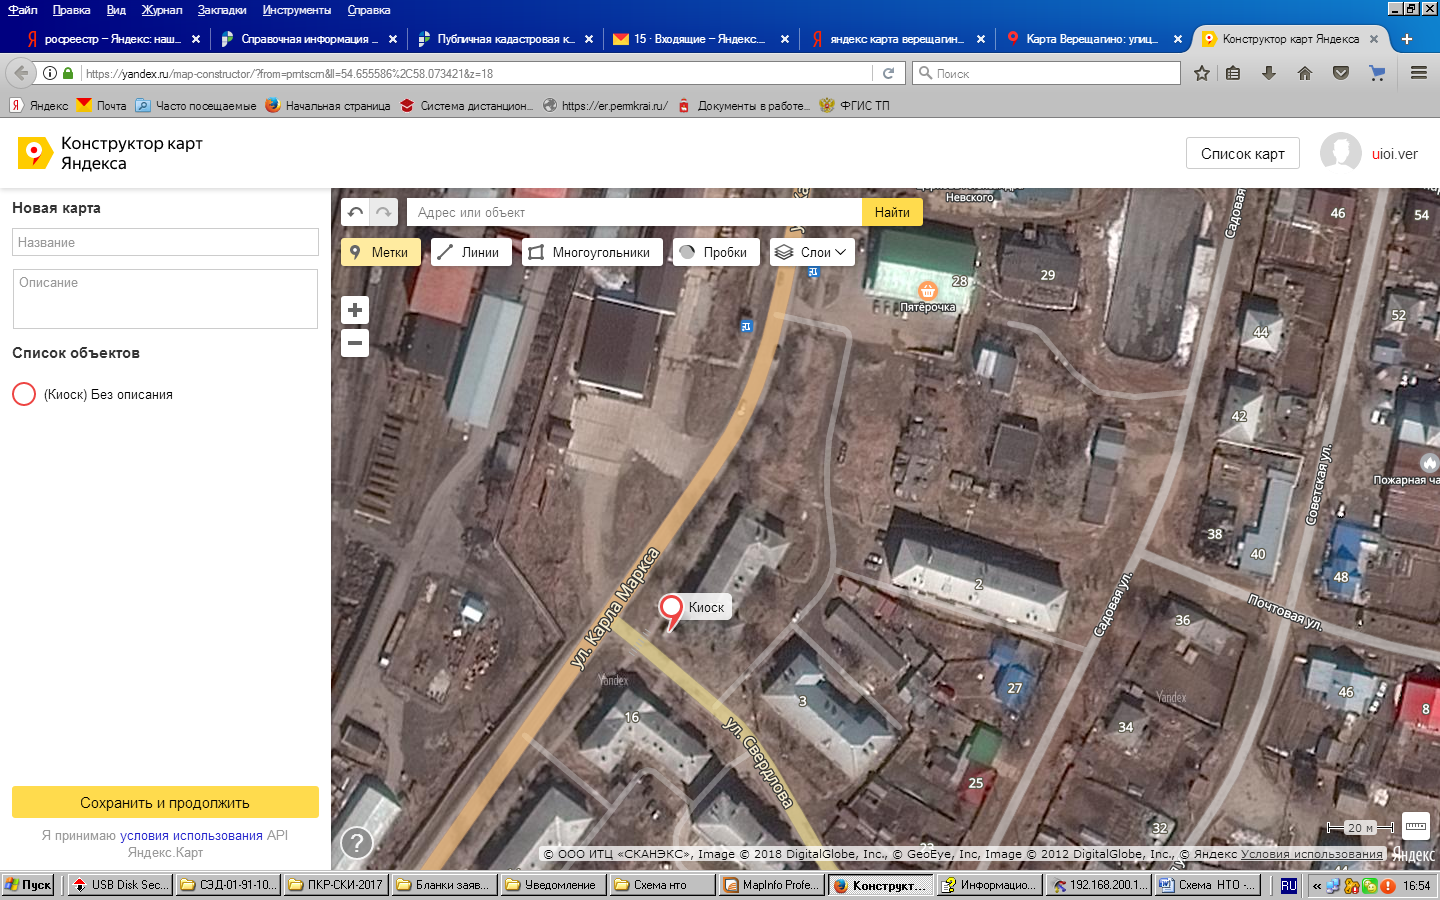 Файл Правка Вид Журнал Закладки Инструменты Справка
росреестр – Яндекс: наш...
Справочная информация ...
Публичная кадастровая к...
15 · Входящие – Яндекс....
яндекс карта верещагин...
Карта Верещагино: улиц...
Конструктор карт Яндекса
https://yandex.ru/map-constructor/?from=prntscrn&ll=54.655586%2C58.073421&z=18
Поиск
Яндекс Почта Часто посещаемые Начальная страница Система дистанцион... https://er.permkrai.ru/ Документы в работе... ФГИС ТП
Конструктор карт
Яндекса
Список карт
uioi.ver
Новая карта
Название
Описание
Список объектов
(Киоск) Без описания
Сохранить и продолжить
Я принимаю условия использования API
Яндекс.Карт
Адрес или объект
Найти
Метки Линии Многоугольники Пробки Слои
Невского
Садовая ул.
46
54
28
29
Пятёрочка
52
44
42
Советская ул.
Пожарная ча
38
40
48
ул. Карла Маркса
Киоск
2
Садовая ул.
Почтовая ул.
36
Yandex
16
3
27
Yandex
46
8
34
ул. Свердлова
25
32
20 м
?
© ООО ИТЦ «СКАНЭКС», Image © 2018 DigitalGlobe, Inc., © GeoEye, Inc, Image © 2012 DigitalGlobe, Inc., © Яндекс Условия использования
Яндекс
44
Пуск
USB Disk Sec...
СЭД-01-91-10...
ПКР-СКИ-2017
Бланки заяв...
Уведомление
Схема нто
MapInfo Profe...
Конструкт...
Информацио...
192.168.200.1...
Схема НТО -...
RU
«
16:54